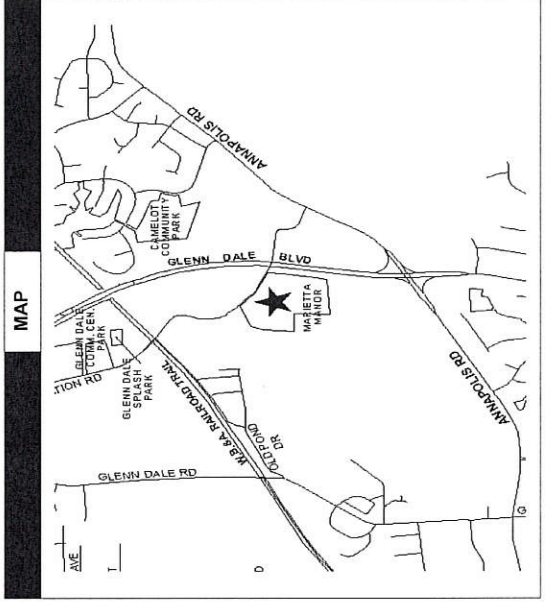 MAP
ANNAPOLIS RD
CAMELOT
COMMUNITY
PARK
GLENN DALE BLVD
GLENN DALE
COMM. CEN.
PARK
TION RD
GLENN DALE
SPLASH
PARK
MARIETTA
MANOR
W.B.&A. RAILROAD TRAIL
OLD POND
DR
GLENN DALE RD
ANNAPOLIS RD
AVE
T
D
G